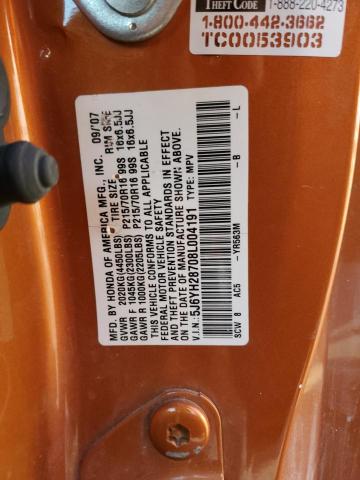 THEFT CODE 1-888-220-4273
1-800-442-3662
TC0053903
MFD. BY HONDA OF AMERICA MFG., INC. 09/'07
TIRE SIZE RIM SIZE
GVWR 2020KG(4450LBS)
GAWR F 1045KG(2300LBS) P215/70R16 99S 16x6.5JJ
GAWR R 1000KG(2205LBS) P215/70R16 99S 16x6.5JJ
THIS VEHICLE CONFORMS TO ALL APPLICABLE
FEDERAL MOTOR VEHICLE SAFETY STANDARDS IN EFFECT
AND THEFT PREVENTION STANDARDS
ON THE DATE OF MANUFACTURE SHOWN ABOVE.
V.I.N.:5J6YH28708L004191 TYPE: MPV
SCW 8 AC5 -YR563M -B -L